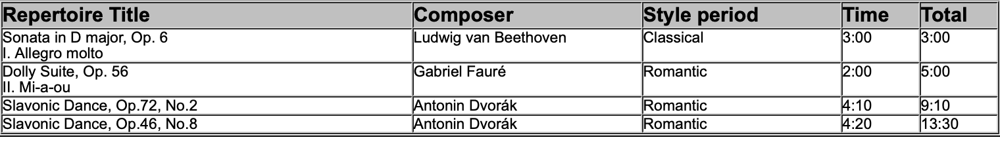 Repertoire Title Composer Style period Time Total
Sonata in D major, Op. 6 Ludwig van Beethoven Classical 3:00 3:00
I. Allegro molto
Dolly Suite, Op. 56 Gabriel Fauré Romantic 2:00 5:00
II. Mi-a-ou
Slavonic Dance, Op.72, No.2 Antonin Dvorák Romantic 4:10 9:10
Slavonic Dance, Op.46, No.8 Antonin Dvorák Romantic 4:20 13:30